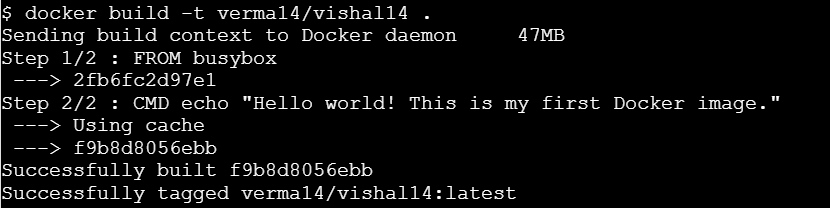 $ docker build -t verma14/vishal14 .
Sending build context to Docker daemon     47MB
Step 1/2 : FROM busybox
 ---> 2fb6fc2d97e1
Step 2/2 : CMD echo "Hello world! This is my first Docker image."
 ---> Using cache
 ---> f9b8d8056ebb
Successfully built f9b8d8056ebb
Successfully tagged verma14/vishal14:latest